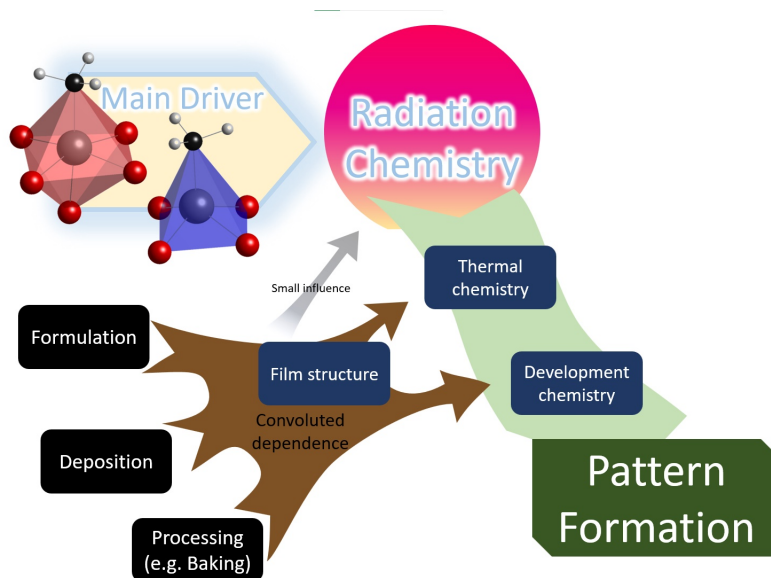 Main Driver
Radiation
Chemistry
Thermal
chemistry
Small influence
Formulation
Film structure
Development
chemistry
Convoluted
dependence
Deposition
Pattern
Formation
Processing
(e.g. Baking)